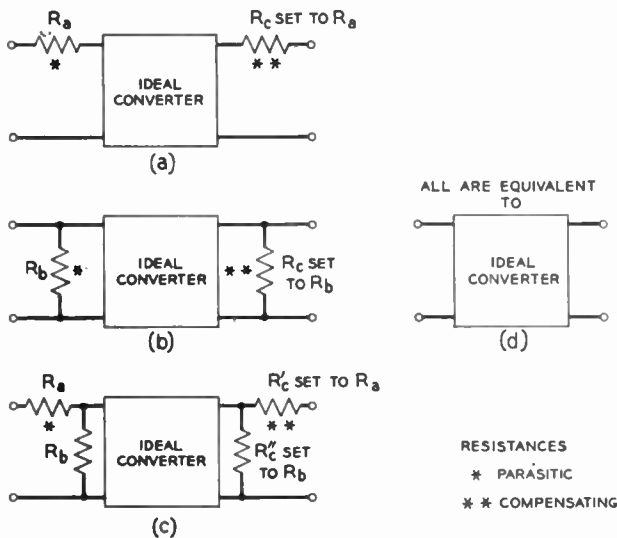 Ra
*
IDEAL
CONVERTER
Rc SET TO Ra
* *
(a)
Rb
*
IDEAL
CONVERTER
* *
Rc SET
TO Rb
(b)
ALL ARE EQUIVALENT
TO
IDEAL
CONVERTER
(d)
Ra
*
Rb
IDEAL
CONVERTER
R'c SET TO Ra
* *
R''c SET
TO Rb
(c)
RESISTANCES
* PARASITIC
* * COMPENSATING